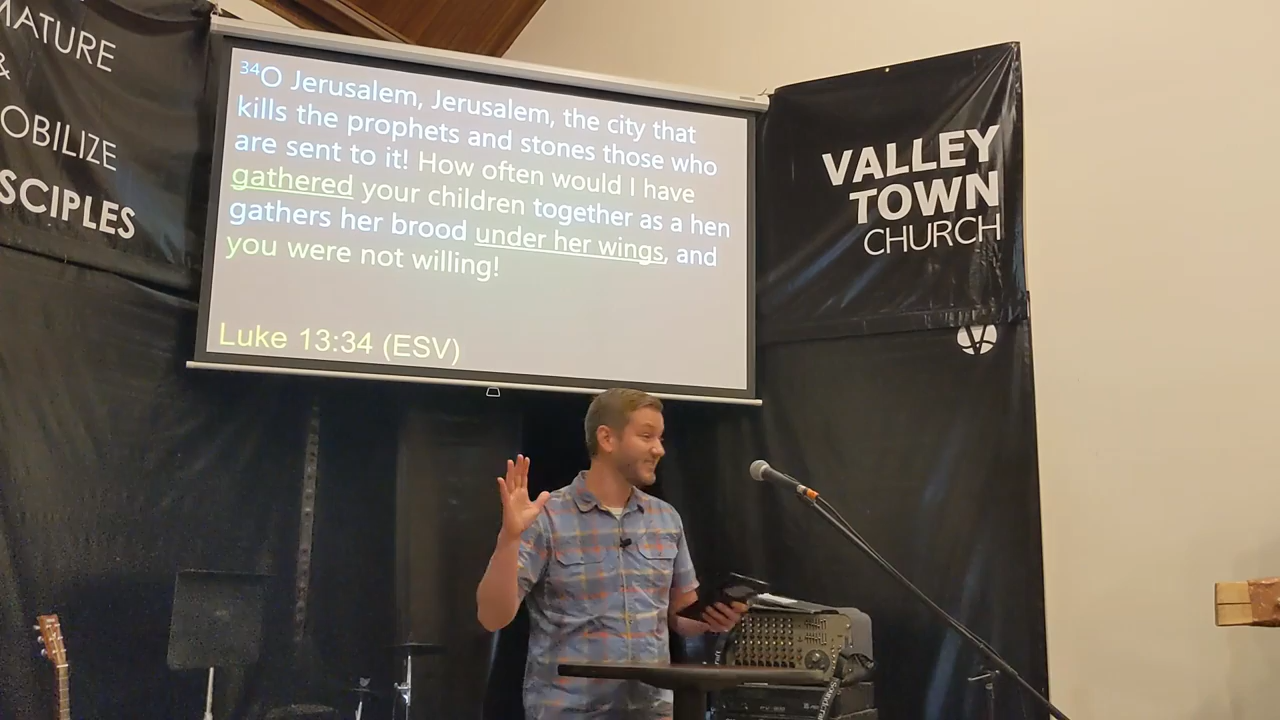 MATURE
&
OBILIZE
SCIPLES
34O Jerusalem, Jerusalem, the city that
kills the prophets and stones those who
are sent to it! How often would I have
gathered your children together as a hen
gathers her brood under her wings, and
you were not willing!
Luke 13:34 (ESV)
VALLEY
TOWN
CHURCH